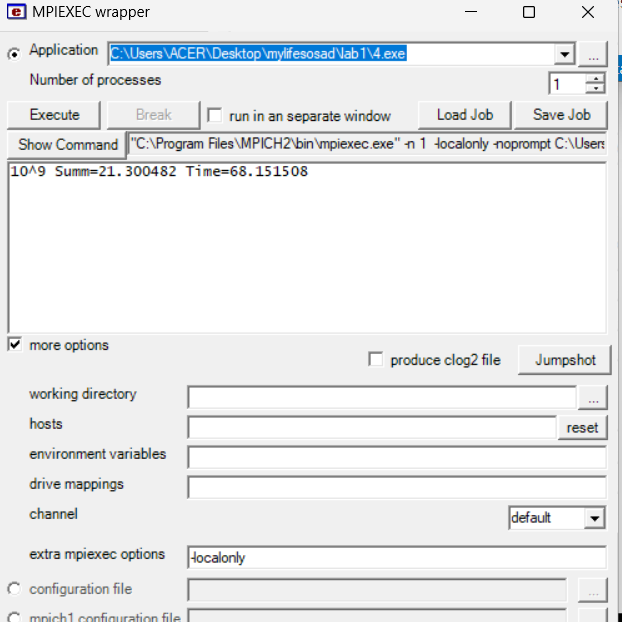 MPIEXEC wrapper
Application C:\Users\ACER\Desktop\mylifesosad\lab1\4.exe ...
Number of processes 1
Execute Break run in an separate window Load Job Save Job
Show Command "C:\Program Files\MPICH2\bin\mpiexec.exe" -n 1 -localonly -noprompt C:\Users
10^9 Summ=21.300482 Time=68.151508
more options
produce clog2 file Jumpshot
working directory ...
hosts reset
environment variables
drive mappings
channel default
extra mpiexec options -localonly
configuration file ...
mpich1 configuration file